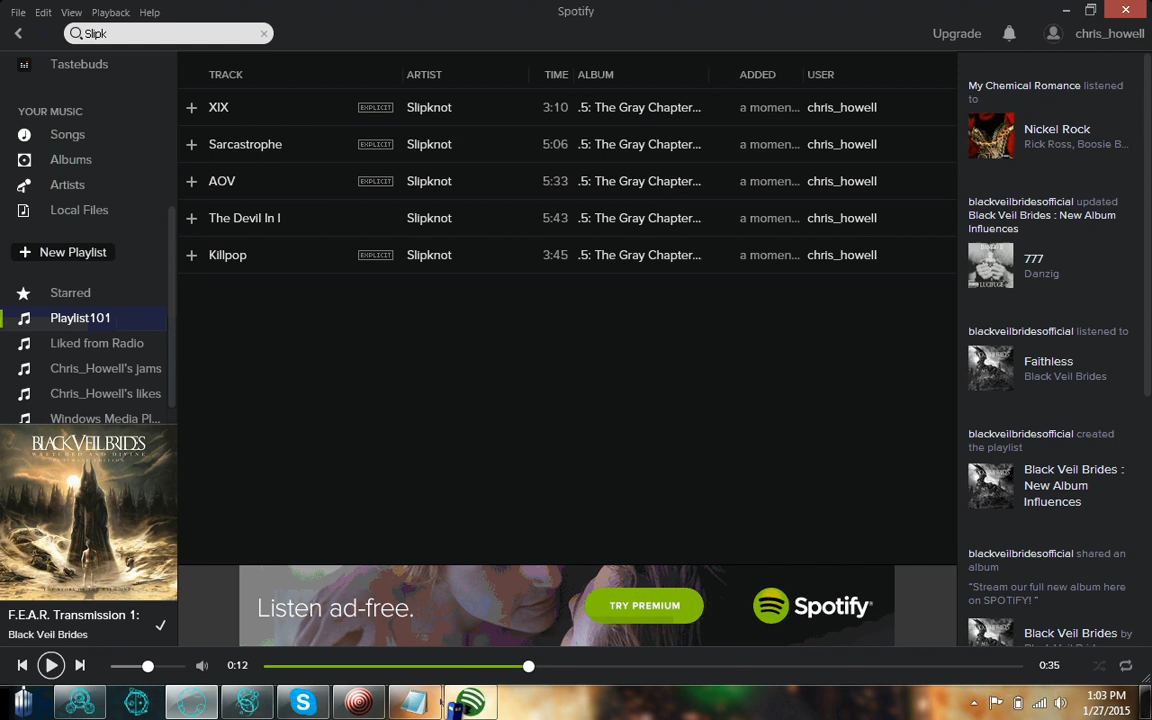 File Edit View Playback Help
Spotify
Slipk
Upgrade chris_howell
Tastebuds
YOUR MUSIC
Songs
Albums
Artists
Local Files
New Playlist
Starred
Playlist101
Liked from Radio
Chris_Howell's jams
Chris_Howell's likes
Windows Media Pl...
TRACK ARTIST TIME ALBUM ADDED USER
XIX EXPLICIT Slipknot 3:10 .5: The Gray Chapter... a momen... chris_howell
Sarcastrophe EXPLICIT Slipknot 5:06 .5: The Gray Chapter... a momen... chris_howell
AOV EXPLICIT Slipknot 5:33 .5: The Gray Chapter... a momen... chris_howell
The Devil In I Slipknot 5:43 .5: The Gray Chapter... a momen... chris_howell
Killpop EXPLICIT Slipknot 3:45 .5: The Gray Chapter... a momen... chris_howell
My Chemical Romance listened
to
Nickel Rock
Rick Ross, Boosie B...
blackveilbridesofficial updated
Black Veil Brides : New Album
Influences
777
Danzig
blackveilbridesofficial listened to
Faithless
Black Veil Brides
blackveilbridesofficial created
the playlist
Black Veil Brides :
New Album
Influences
blackveilbridesofficial shared an
album
"Stream our full new album here
on SPOTIFY! "
Black Veil Brides by
BLACK VEIL BRIDES
WRETCHED AND DIVINE
Listen ad-free.
TRY PREMIUM
Spotify
F.E.A.R. Transmission 1:
Black Veil Brides
0:12
0:35
1:03 PM
1/27/2015